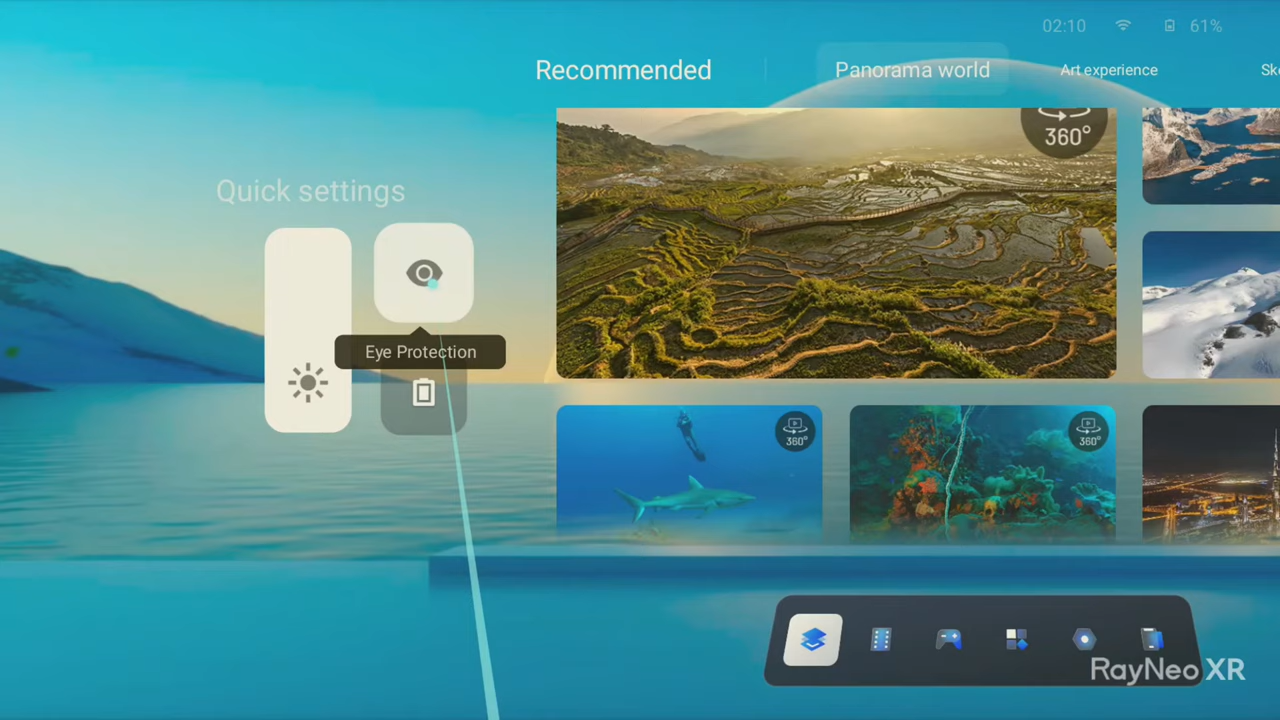 02:10
61%
Recommended
Panorama world
Art experience
360°
Quick settings
Eye Protection
360°
360°
RayNeo XR